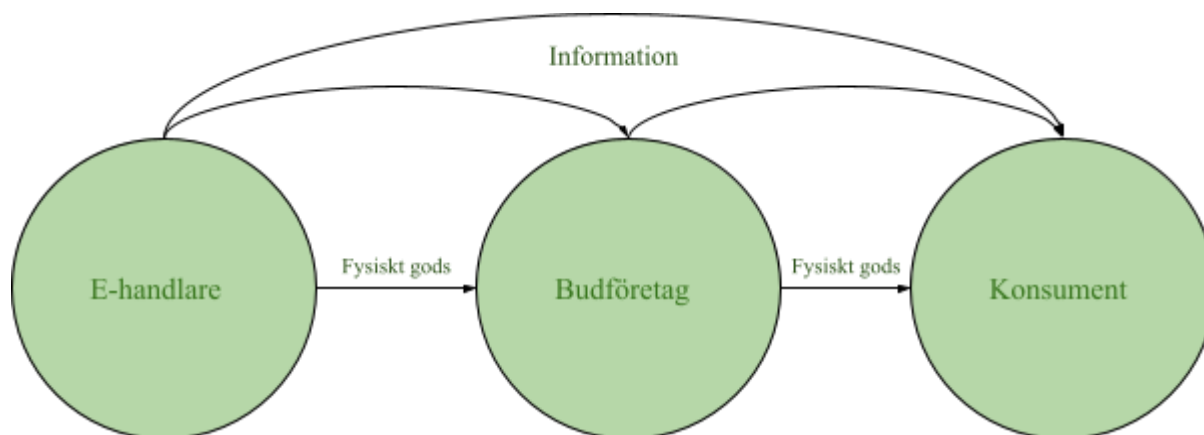 Information
Fysiskt gods
Fysiskt gods
E-handlare
Budföretag
Konsument